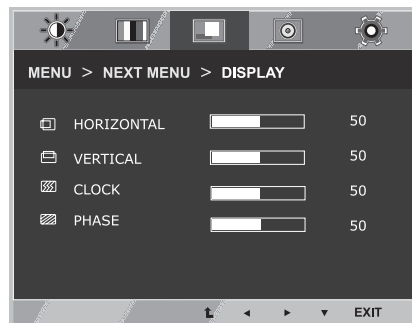 MENU > NEXT MENU > DISPLAY
HORIZONTAL 50
VERTICAL 50
CLOCK 50
PHASE 50
EXIT